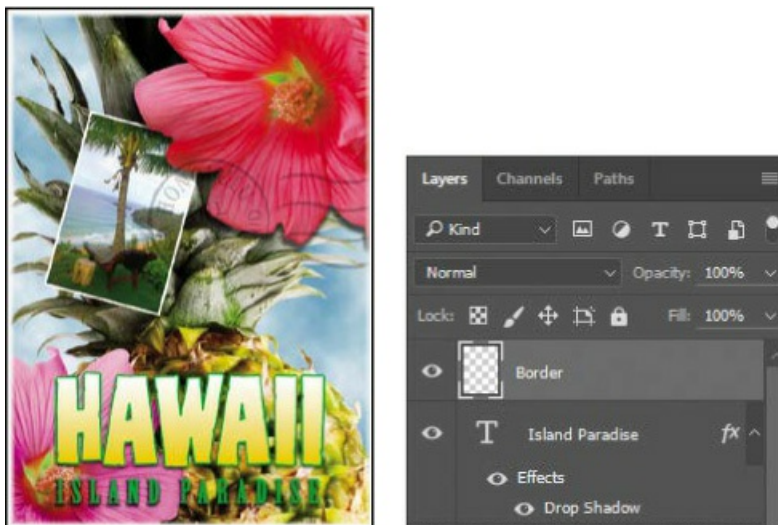 HAWAII
ISLAND PARADISE
Layers Channels Paths
Kind
Normal Opacity: 100%
Lock: Fill: 100%
Border
T Island Paradise fx
Effects
Drop Shadow